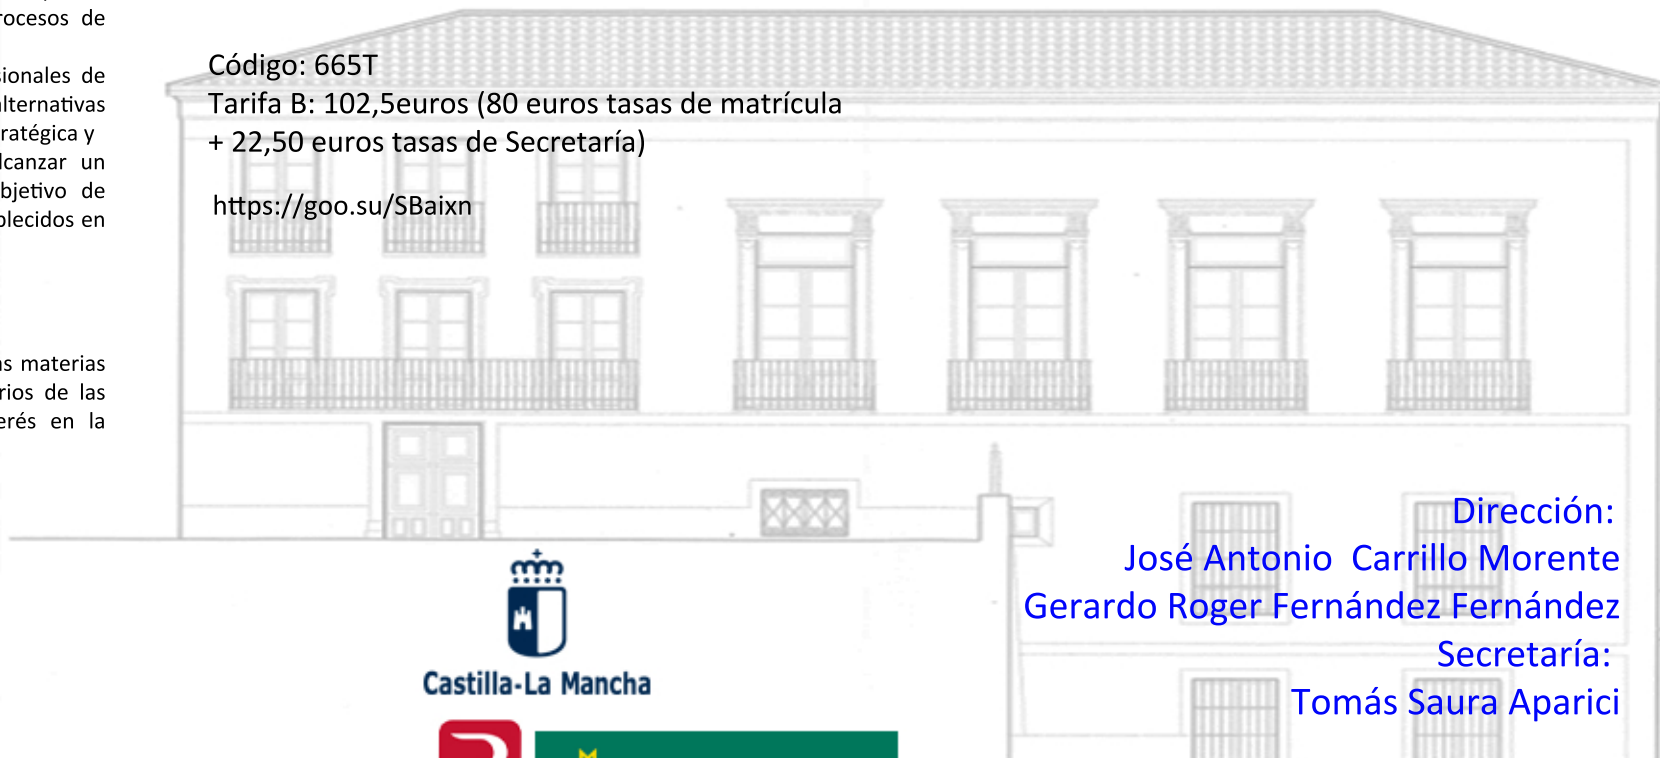 rocesos de
sionales de
alternativas
ratégica y
lcanzar un
bjetivo de
blecidos en
as materias
rios de las
erés en la
Código: 665T
Tarifa B: 102,5euros (80 euros tasas de matrícula
+ 22,50 euros tasas de Secretaría)
https://goo.su/SBaixn
Dirección:
José Antonio Carrillo Morente
Gerardo Roger Fernández Fernández
Secretaría:
Tomás Saura Aparici
Castilla-La Mancha